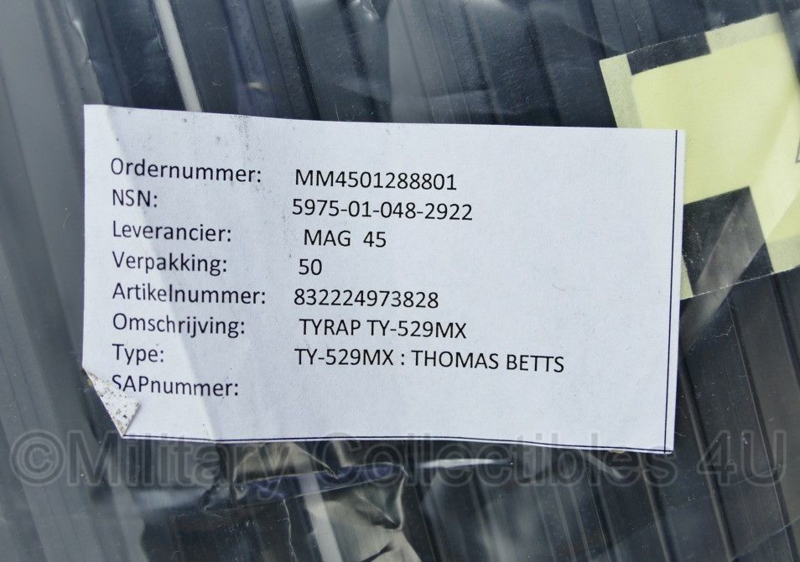 Ordernummer: MM4501288801
NSN: 5975-01-048-2922
Leverancier: MAG 45
Verpakking: 50
Artikelnummer: 832224973828
Omschrijving: TYRAP TY-529MX
Type: TY-529MX : THOMAS BETTS
SAPnummer:
©Military Collectibles 4U